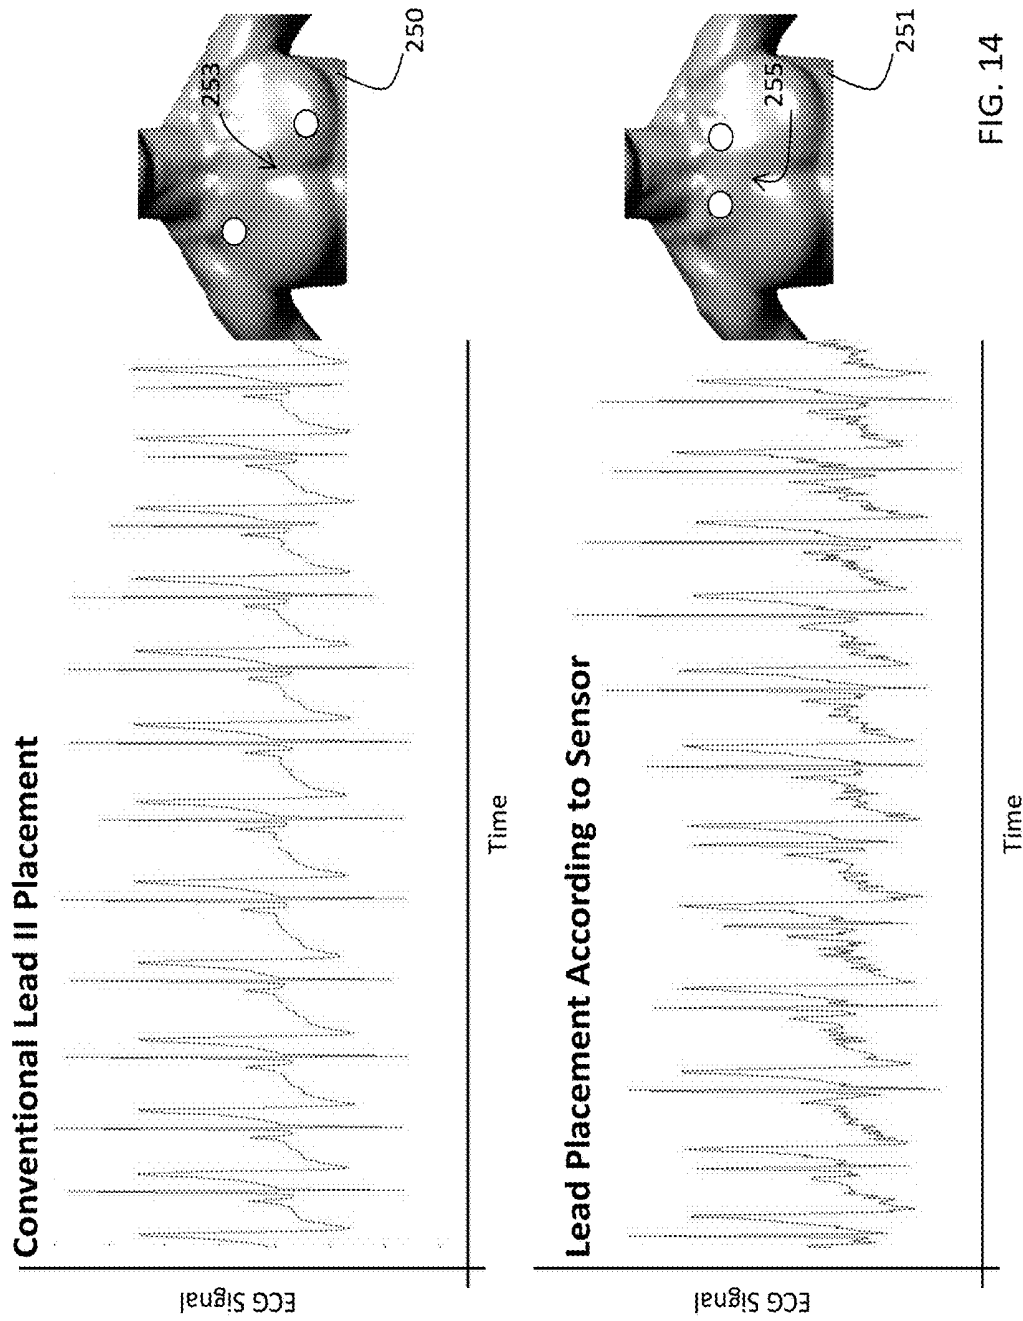 Conventional Lead II Placement
ECG Signal
Time
253
250
Lead Placement According to Sensor
ECG Signal
Time
255
251
FIG. 14